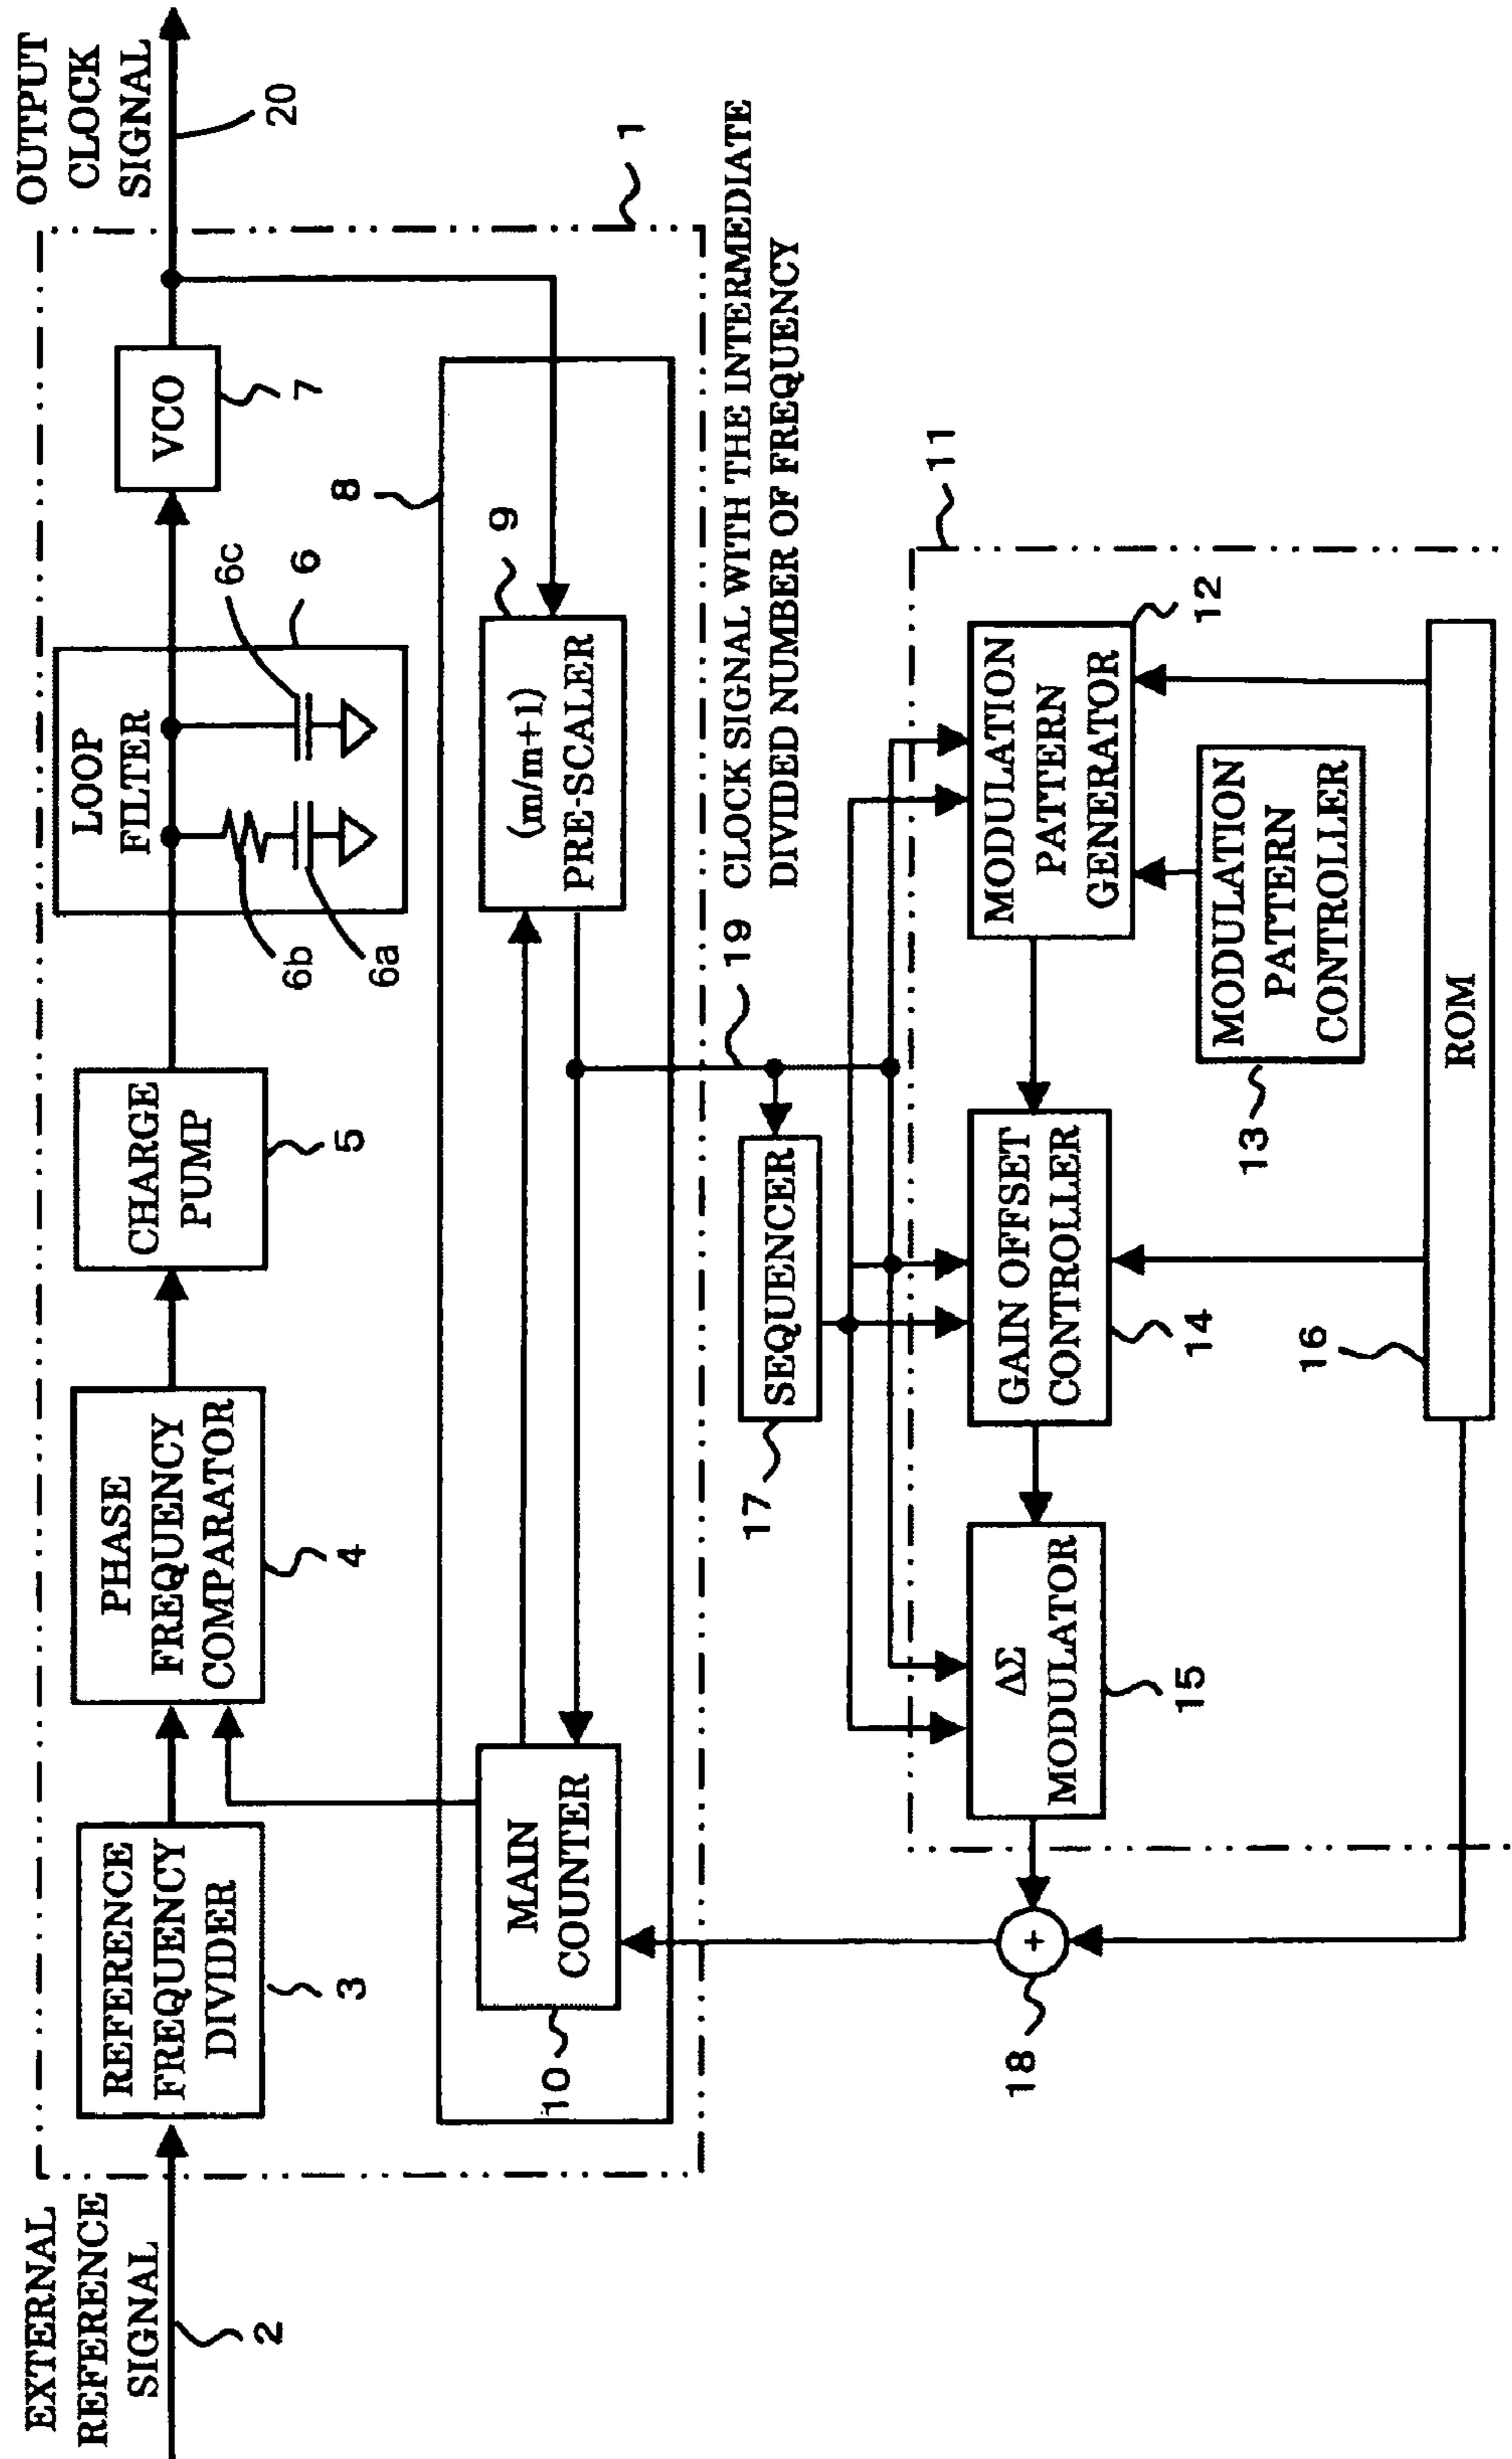 EXTERNAL
REFERENCE
SIGNAL
2
REFERENCE
FREQUENCY
DIVIDER
3
PHASE
FREQUENCY
COMPARATOR
4
CHARGE
PUMP
5
LOOP
FILTER
6b
6a
6c
6
VCO
7
OUTPUT
CLOCK
SIGNAL
20
1
8
MAIN
COUNTER
10
(m/m+1)
PRE-SCALER
9
19 CLOCK SIGNAL WITH THE INTERMEDIATE
DIVIDED NUMBER OF FREQUENCY
17
SEQUENCER
11
18
+
ΔΣ
MODULATOR
15
GAIN OFFSET
CONTROLLER
14
MODULATION
PATTERN
GENERATOR
12
MODULATION
PATTERN
CONTROLLER
13
16
ROM